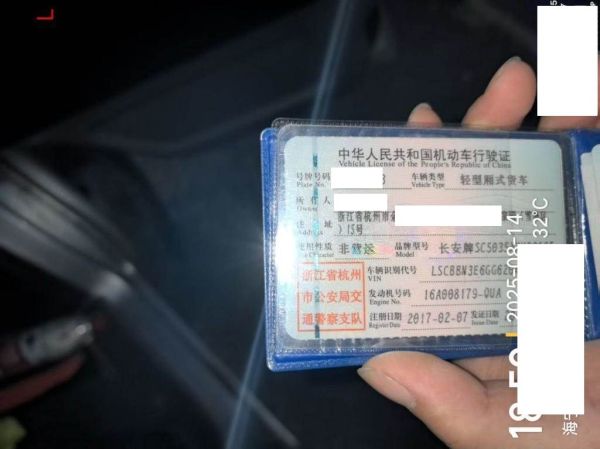 中华人民共和国机动车行驶证
Vehicle License of the People's Republic of China
号牌号码
Plate No.
车辆类型 轻型厢式货车
Vehicle Type
所有人
Owner
住址 浙江省杭州市
Address )15号
使用性质 非营运 品牌型号 长安牌SC503
Use Character Model
浙江省杭州
市公安局交
通警察支队
车辆识别代号 LSCBBN3E6GG62
VIN
发动机号码 16A008179-QUA
Engine No.
注册日期 2017-02-07 发证日期
Register Date Issue Date
2025-08-14
32°C